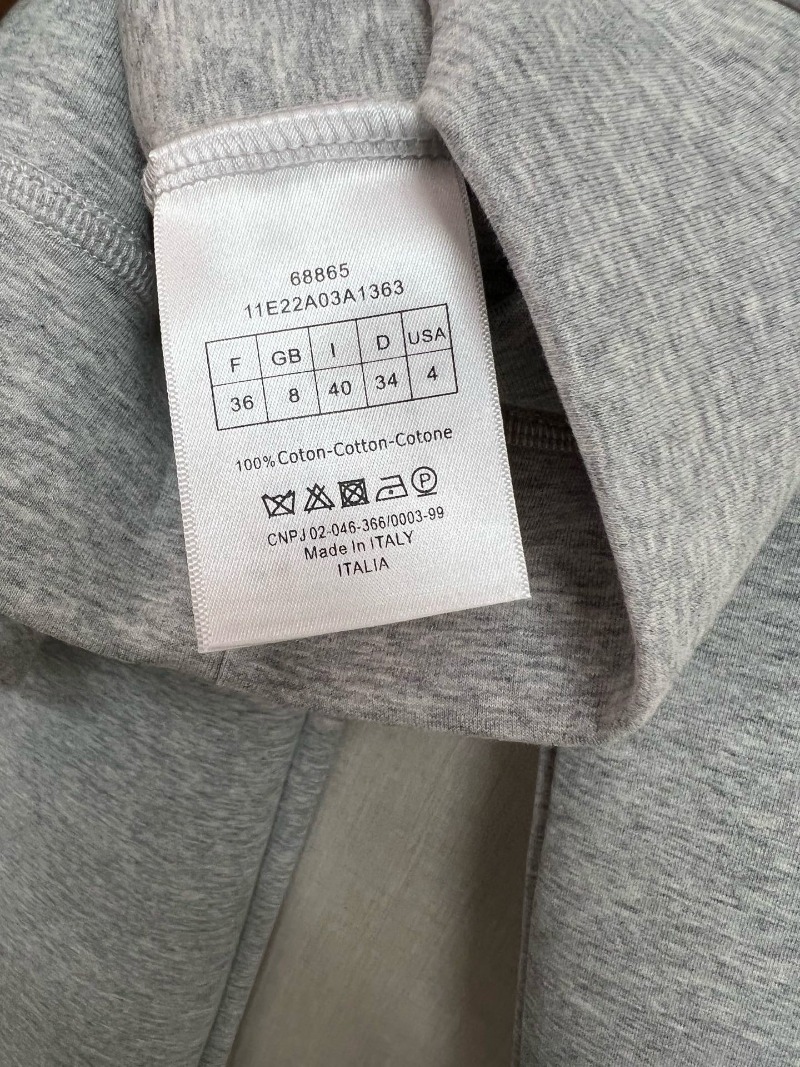 68865
11E22A03A1363
F GB I D USA
36 8 40 34 4
100%Coton-Cotton-Cotone
P
CNPJ 02-046-366/0003-99
Made In ITALY
ITALIA